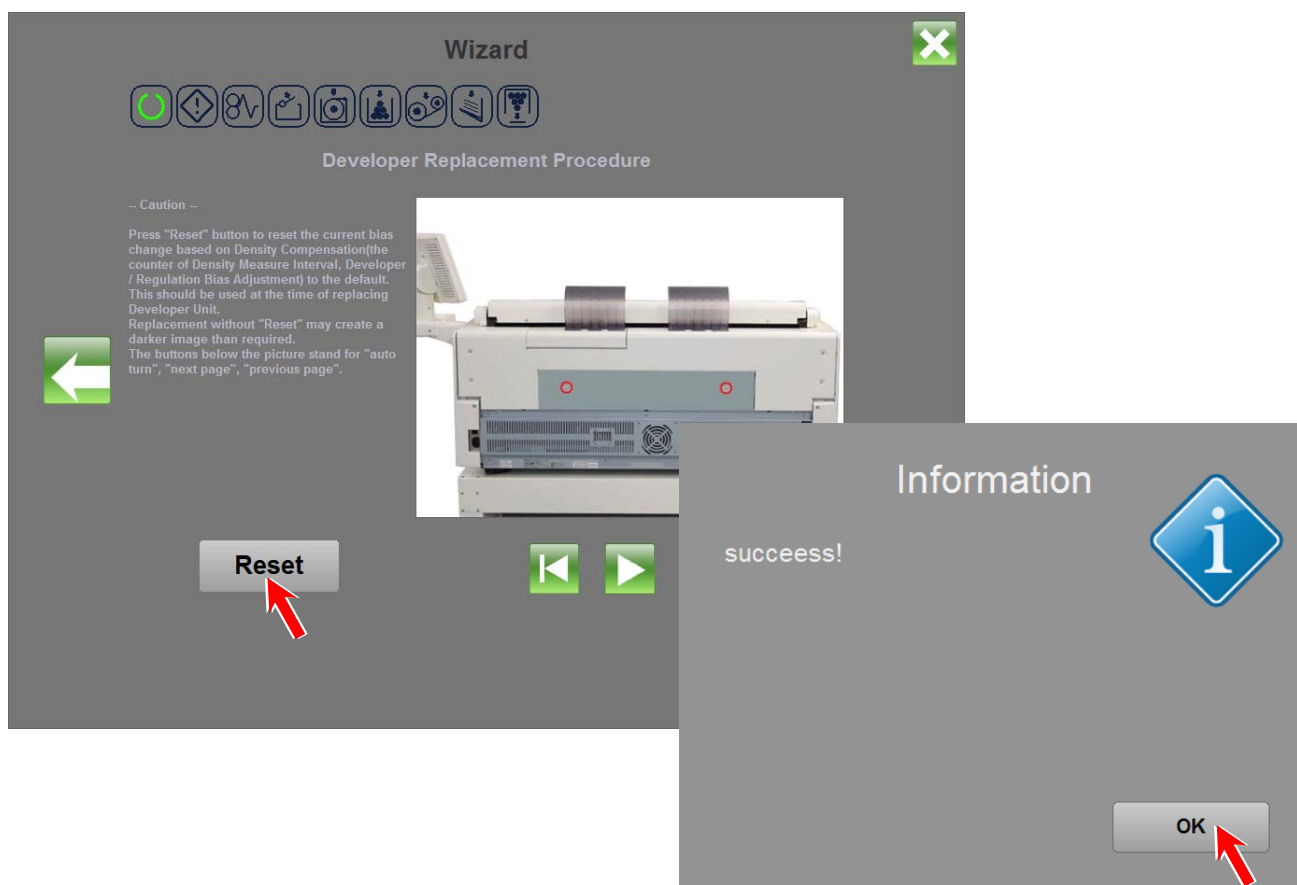 Wizard
Developer Replacement Procedure
-- Caution --
Press "Reset" button to reset the current bias
change based on Density Compensation(the
counter of Density Measure Interval, Developer
/ Regulation Bias Adjustment) to the default.
This should be used at the time of replacing
Developer Unit.
Replacement without "Reset" may create a
darker image than required.
The buttons below the picture stand for "auto
turn", "next page", "previous page".
Reset
Information
succeess!
OK